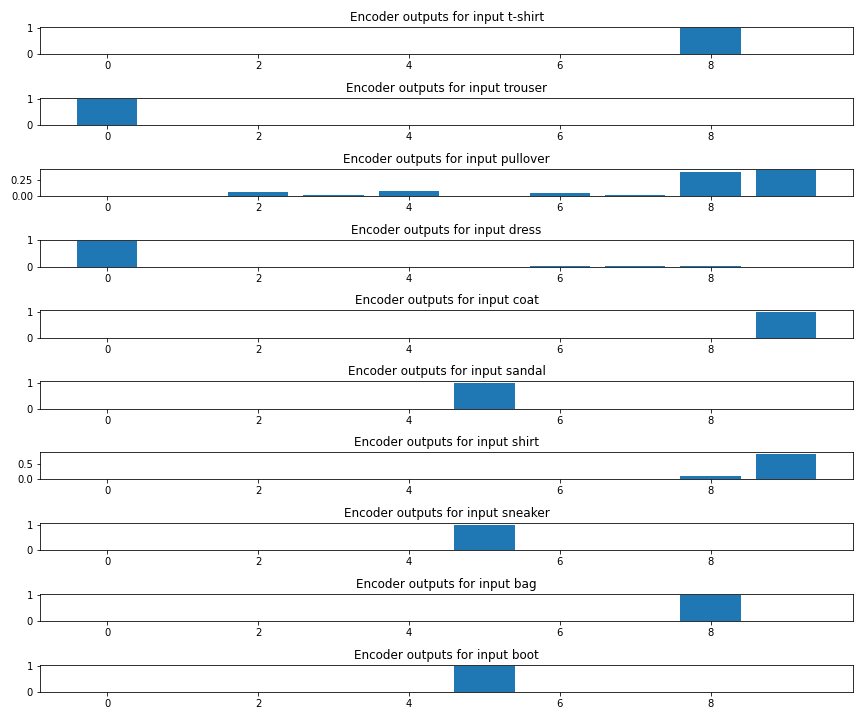 Encoder outputs for input t-shirt
1
0
0 2 4 6 8
Encoder outputs for input trouser
1
0
0 2 4 6 8
Encoder outputs for input pullover
0.25
0.00
0 2 4 6 8
Encoder outputs for input dress
1
0
0 2 4 6 8
Encoder outputs for input coat
1
0
0 2 4 6 8
Encoder outputs for input sandal
1
0
0 2 4 6 8
Encoder outputs for input shirt
0.5
0.0
0 2 4 6 8
Encoder outputs for input sneaker
1
0
0 2 4 6 8
Encoder outputs for input bag
1
0
0 2 4 6 8
Encoder outputs for input boot
1
0
0 2 4 6 8